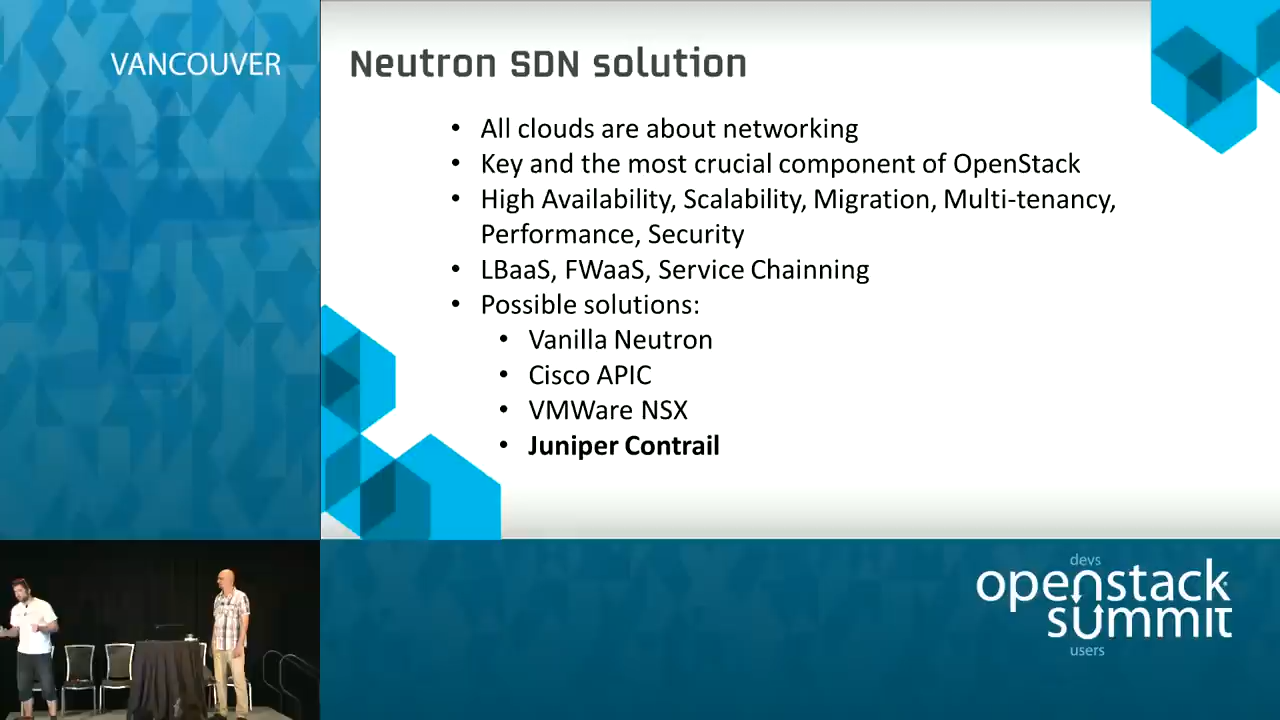 VANCOUVER
Neutron SDN solution
• All clouds are about networking
• Key and the most crucial component of OpenStack
• High Availability, Scalability, Migration, Multi-tenancy,
Performance, Security
• LBaaS, FWaaS, Service Chainning
• Possible solutions:
• Vanilla Neutron
• Cisco APIC
• VMWare NSX
• Juniper Contrail
devs
openstack
summit
users